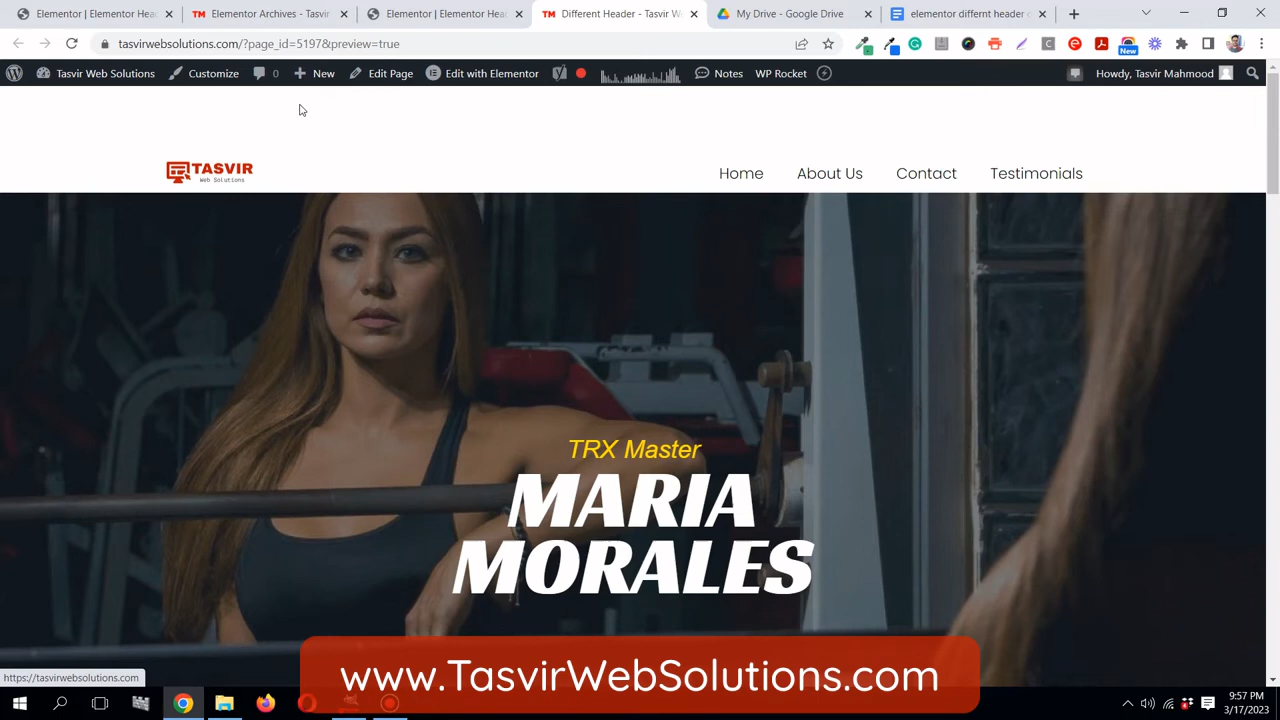 Elementor | Elementor Hea
Elementor Archives - Tasvir
Elementor | Elementor Hea
Different Header - Tasvir W
My Drive - Google Drive
elementor differnt header
tasvirwebsolutions.com/?page_id=5197&preview=true
New
Tasvir Web Solutions
Customize
0
New
Edit Page
Edit with Elementor
Notes
WP Rocket
Howdy, Tasvir Mahmood
TASVIR
Web Solutions
Home
About Us
Contact
Testimonials
TRX Master
MARIA
MORALES
https://tasvirwebsolutions.com
www.TasvirWebSolutions.com
9:57 PM
3/17/2023